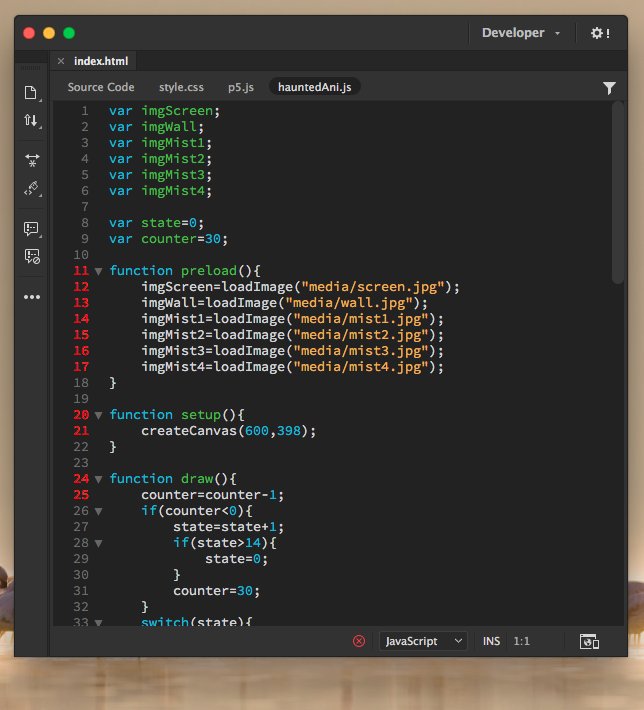 Developer
!
× index.html
Source Code style.css p5.js hauntedAni.js
1 var imgScreen;
2 var imgWall;
3 var imgMist1;
4 var imgMist2;
5 var imgMist3;
6 var imgMist4;
7
8 var state=0;
9 var counter=30;
10
11 function preload(){
12 imgScreen=loadImage("media/screen.jpg");
13 imgWall=loadImage("media/wall.jpg");
14 imgMist1=loadImage("media/mist1.jpg");
15 imgMist2=loadImage("media/mist2.jpg");
16 imgMist3=loadImage("media/mist3.jpg");
17 imgMist4=loadImage("media/mist4.jpg");
18 }
19
20 function setup(){
21 createCanvas(600,398);
22 }
23
24 function draw(){
25 counter=counter-1;
26 if(counter<0){
27 state=state+1;
28 if(state>14){
29 state=0;
30 }
31 counter=30;
32 }
33 switch(state){
JavaScript INS 1:1